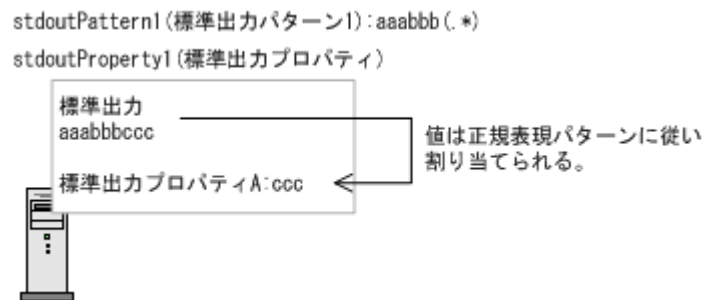 stdoutPattern1(標準出力パターン1):aaabbb(.*)
stdoutProperty1(標準出力プロパティ)
標準出力
aaabbbccc
値は正規表現パターンに従い
割り当てられる。
標準出力プロパティA:ccc